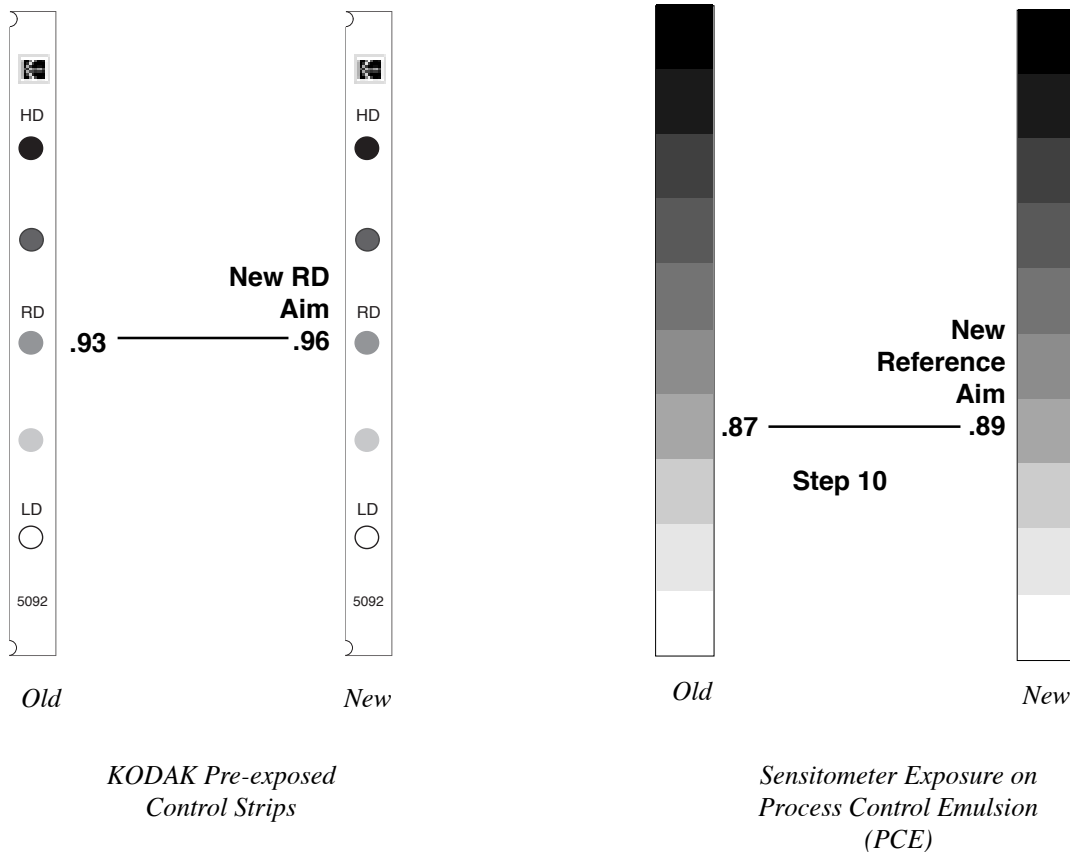 HD
RD
LD
5092
Old
.93
New RD
Aim
.96
HD
RD
LD
5092
New
KODAK Pre-exposed
Control Strips
Old
.87
Step 10
New
Reference
Aim
.89
New
Sensitometer Exposure on
Process Control Emulsion
(PCE)